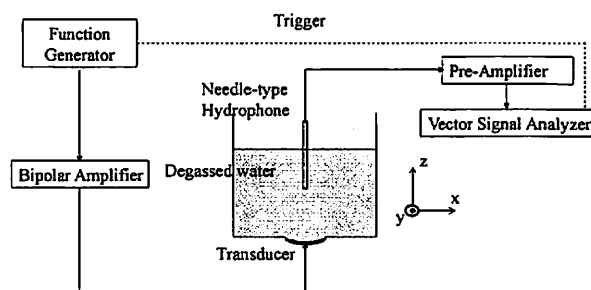 Trigger
Function
Generator
Pre-Amplifier
Needle-type
Hydrophone
Vector Signal Analyzer
Degassed water
Bipolar Amplifier
z
y
x
Transducer